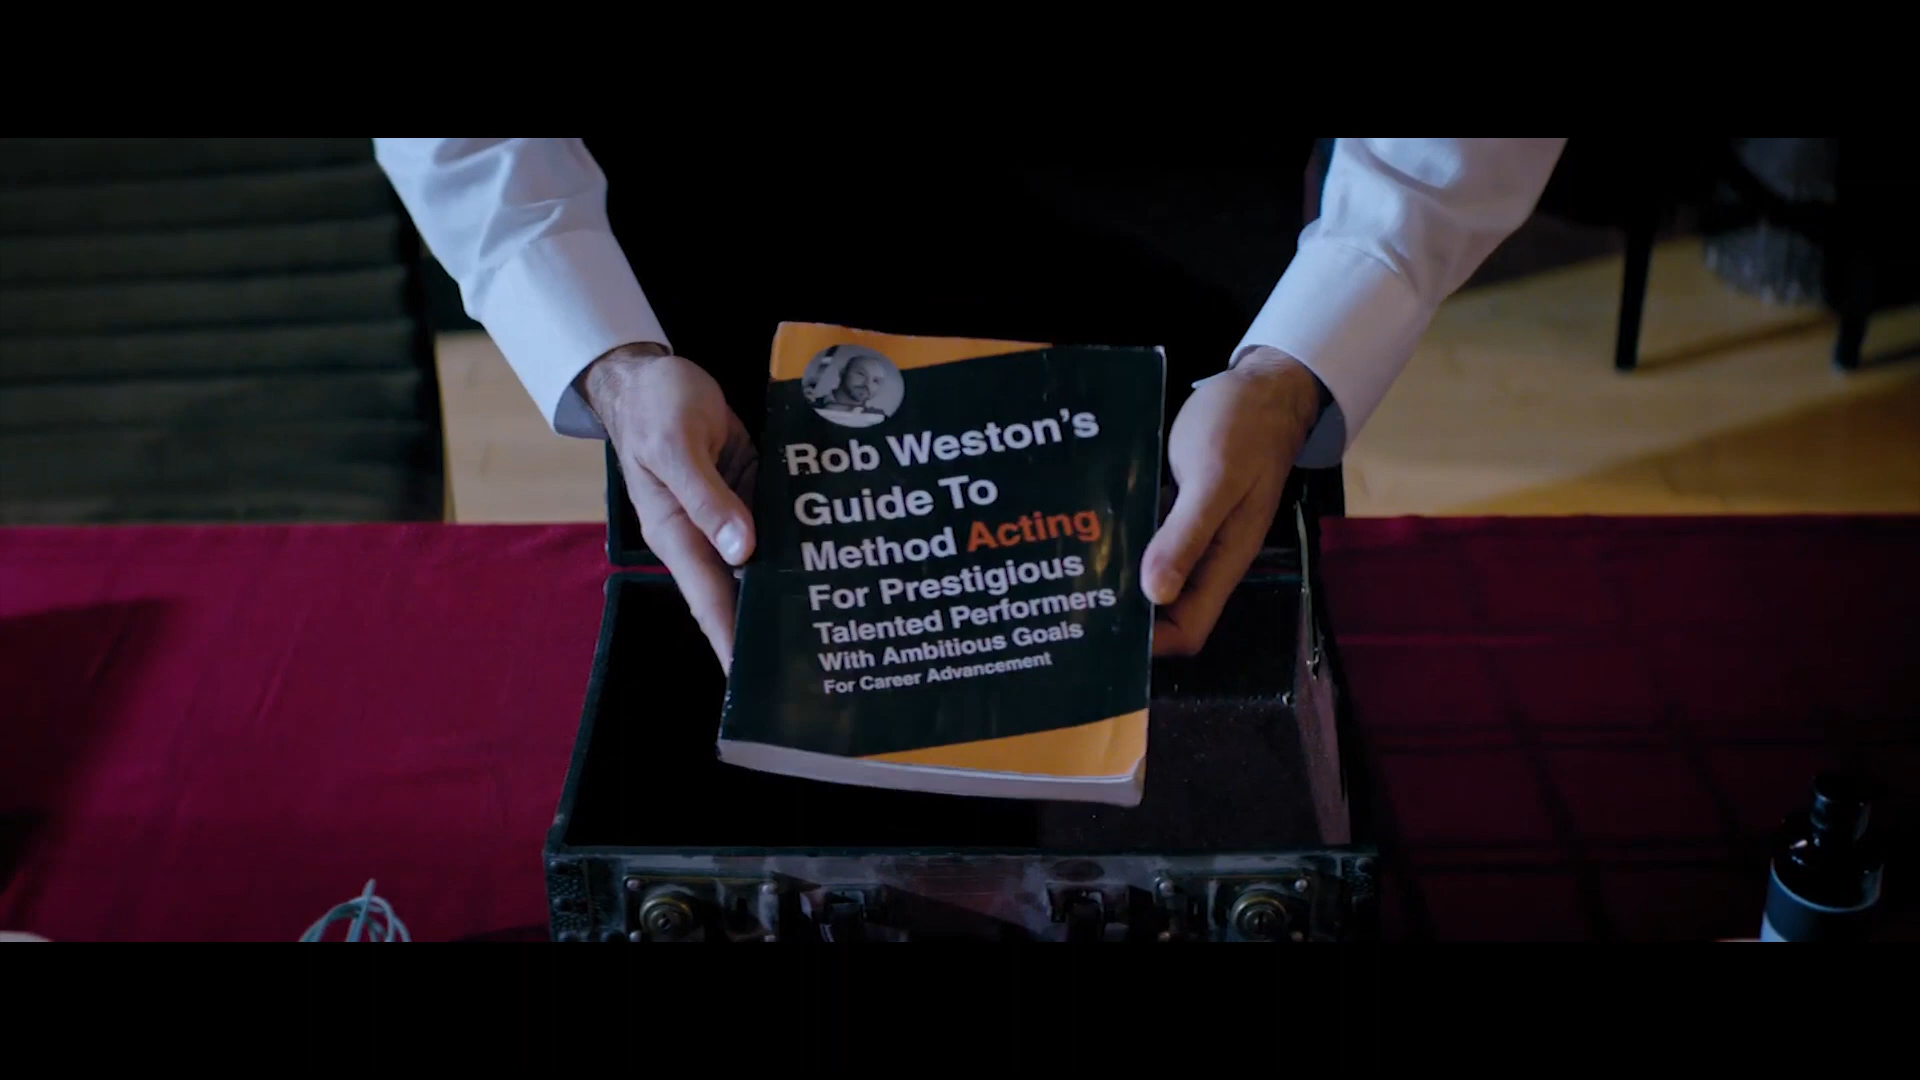 Rob Weston's
Guide To
Method Acting
For Prestigious
Talented Performers
With Ambitious Goals
For Career Advancement